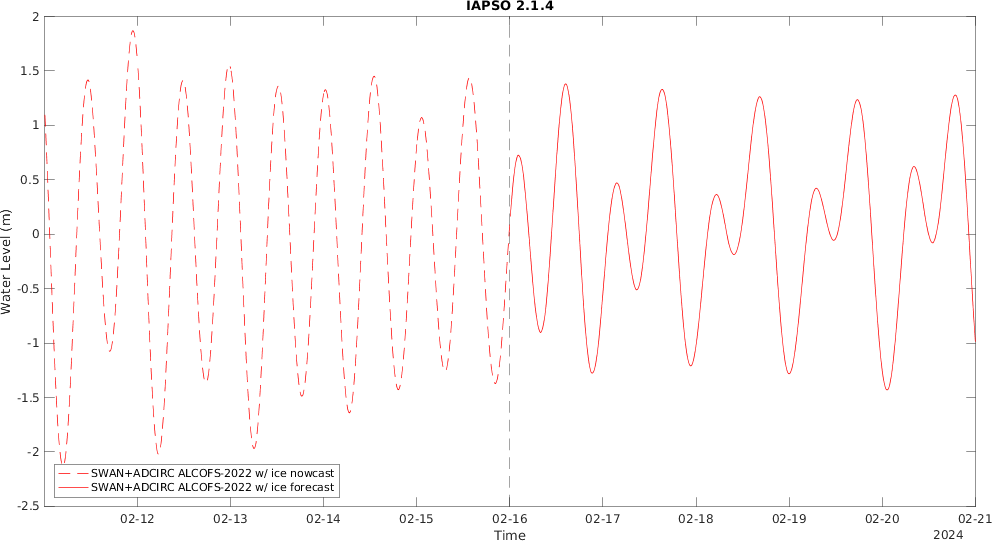 IAPSO 2.1.4
2
1.5
1
0.5
0
-0.5
-1
-1.5
-2
-2.5
Water Level (m)
SWAN+ADCIRC ALCOFS-2022 w/ ice nowcast
SWAN+ADCIRC ALCOFS-2022 w/ ice forecast
02-12 02-13 02-14 02-15 02-16 02-17 02-18 02-19 02-20 02-21
Time
2024